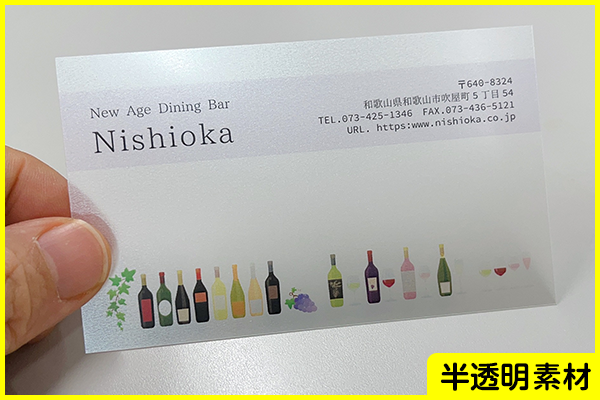 New Age Dining Bar
Nishioka
〒640-8324
和歌山県和歌山市吹屋町5丁目54
TEL.073-425-1346 FAX.073-436-5121
URL. https:www.nishioka.co.jp
半透明素材